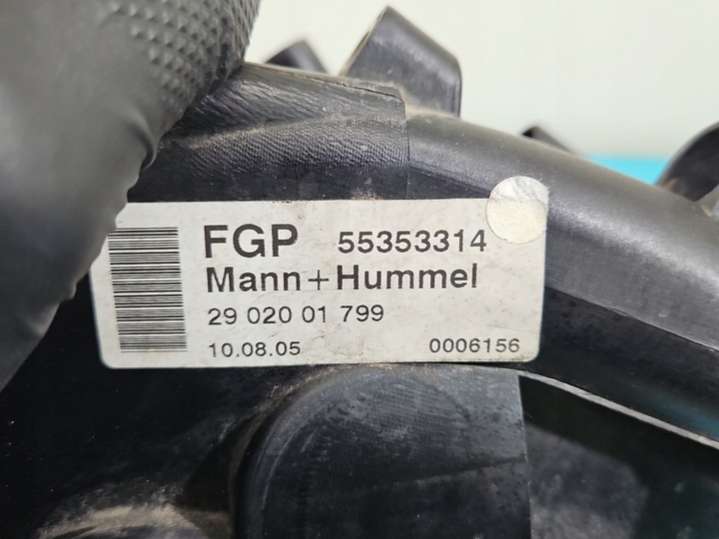 FGP 55353314
Mann+Hummel
29 020 01 799
10.08.05 0006156